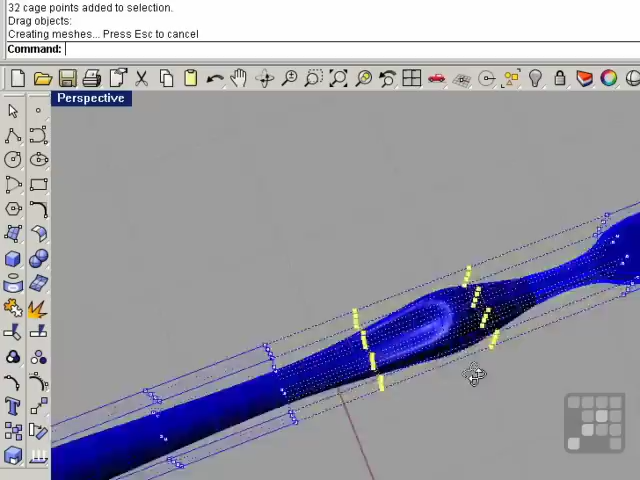 32 cage points added to selection.
Drag objects:
Creating meshes... Press Esc to cancel
Command:
Perspective